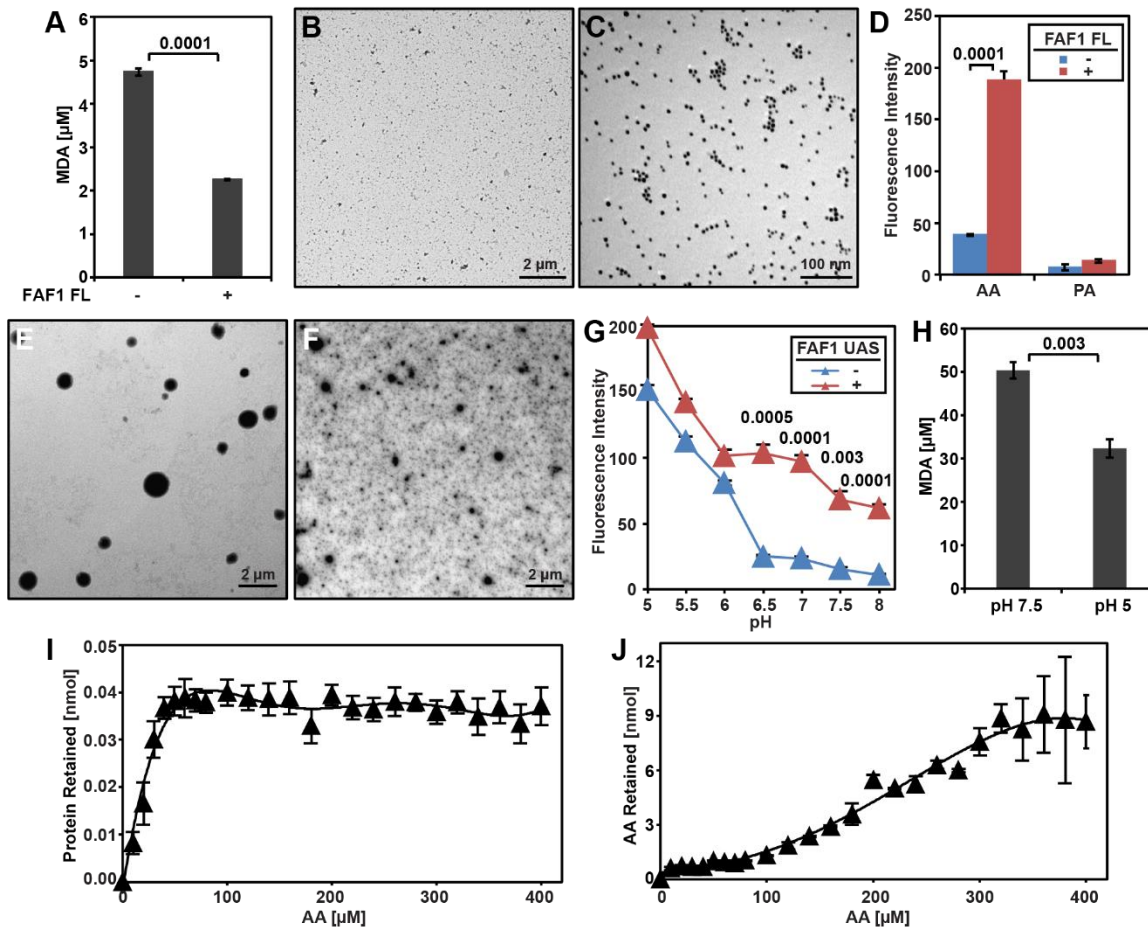 A
0.0001
MDA [µM]
6
5
4
3
2
1
0
FAF1 FL
-
+
B
2 µm
C
100 nm
D
FAF1 FL
-
+
0.0001
Fluorescence Intensity
200
150
100
50
0
AA
PA
E
2 µm
F
2 µm
G
FAF1 UAS
-
+
0.0005
0.0001
0.003
0.0001
Fluorescence Intensity
200
150
100
50
0
5
5.5
6
6.5
7
7.5
8
pH
H
0.003
MDA [µM]
60
50
40
30
20
10
0
pH 7.5
pH 5
I
Protein Retained [nmol]
0.05
0.04
0.03
0.02
0.01
0.00
0
100
200
300
400
AA [µM]
J
AA Retained [nmol]
12
9
6
3
0
0
100
200
300
400
AA [µM]